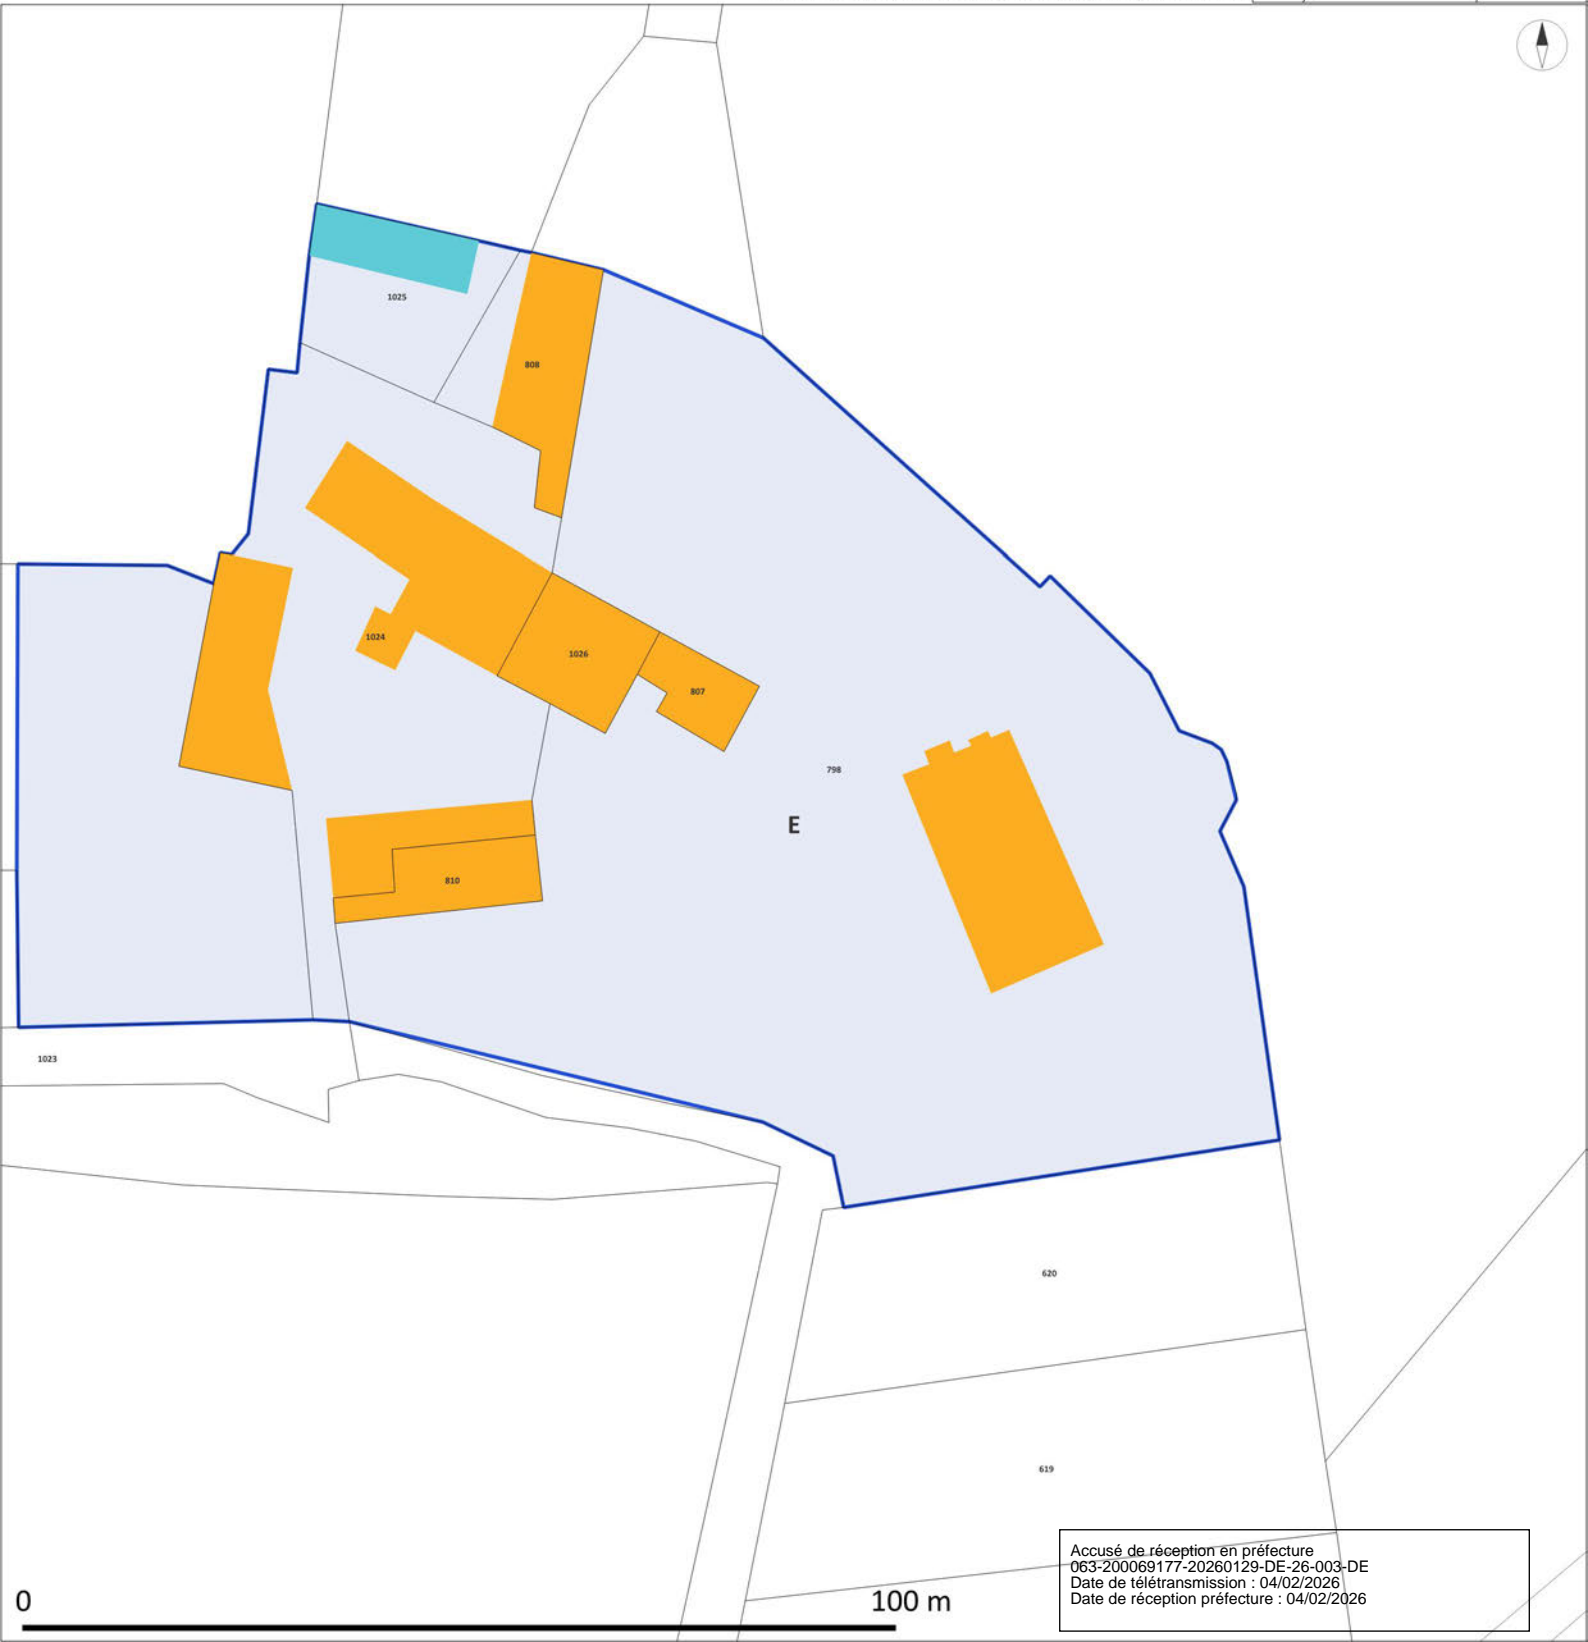 1025
808
1024
1026
807
798
E
810
1023
620
619
Accusé de réception en préfecture
063-200069177-20260129-DE-26-003-DE
Date de télétransmission : 04/02/2026
Date de réception préfecture : 04/02/2026
0 100 m